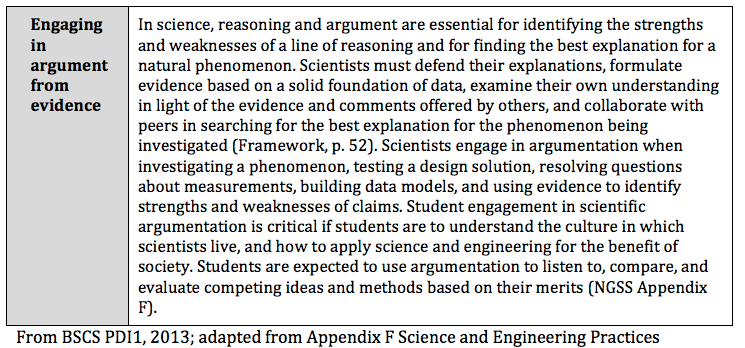 Engaging
in
argument
from
evidence
In science, reasoning and argument are essential for identifying the strengths
and weaknesses of a line of reasoning and for finding the best explanation for a
natural phenomenon. Scientists must defend their explanations, formulate
evidence based on a solid foundation of data, examine their own understanding
in light of the evidence and comments offered by others, and collaborate with
peers in searching for the best explanation for the phenomenon being
investigated (Framework, p. 52). Scientists engage in argumentation when
investigating a phenomenon, testing a design solution, resolving questions
about measurements, building data models, and using evidence to identify
strengths and weaknesses of claims. Student engagement in scientific
argumentation is critical if students are to understand the culture in which
scientists live, and how to apply science and engineering for the benefit of
society. Students are expected to use argumentation to listen to, compare, and
evaluate competing ideas and methods based on their merits (NGSS Appendix
F).
From BSCS PDI1, 2013; adapted from Appendix F Science and Engineering Practices